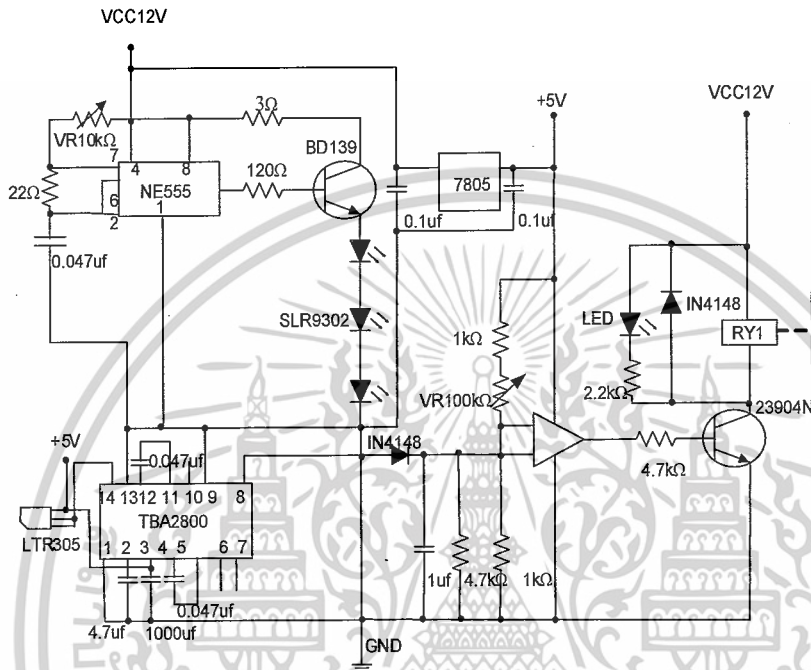 VCC12V
3Ω
+5V
VCC12V
VR10kΩ
BD139
7
4
8
NE555
120Ω
7805
22Ω
6
1
2
0.1uf
0.1uf
0.047uf
SLR9302
LED
IN4148
RY1
1kΩ
2.2kΩ
VR100kΩ
23904N
+5V
IN4148
0.047uf
4.7kΩ
14 13 12 11 10 9 8
TBA2800
LTR305
1 2 3 4 5 6 7
1uf
4.7kΩ
1kΩ
0.047uf
4.7uf
1000uf
GND